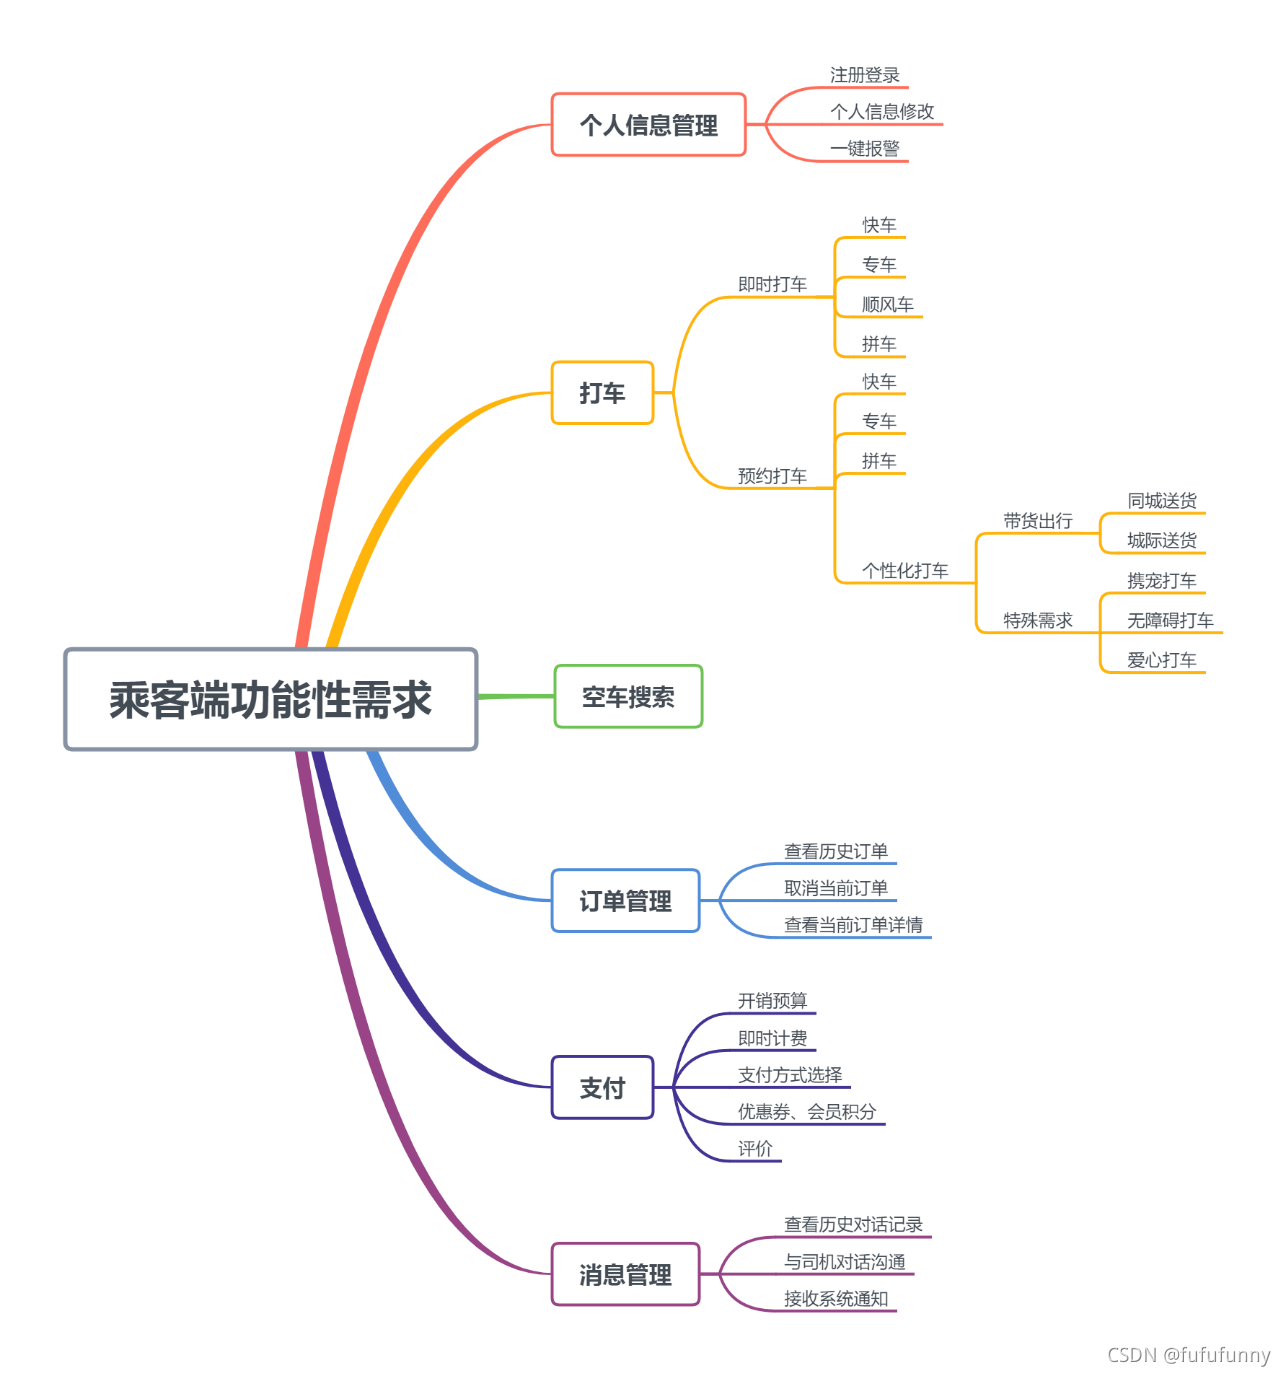 乘客端功能性需求
个人信息管理
注册登录
个人信息修改
一键报警
打车
即时打车
快车
专车
顺风车
拼车
预约打车
快车
专车
拼车
个性化打车
带货出行
同城送货
城际送货
特殊需求
携宠打车
无障碍打车
爱心打车
空车搜索
订单管理
查看历史订单
取消当前订单
查看当前订单详情
支付
开销预算
即时计费
支付方式选择
优惠券、会员积分
评价
消息管理
查看历史对话记录
与司机对话沟通
接收系统通知
CSDN @fufufunny